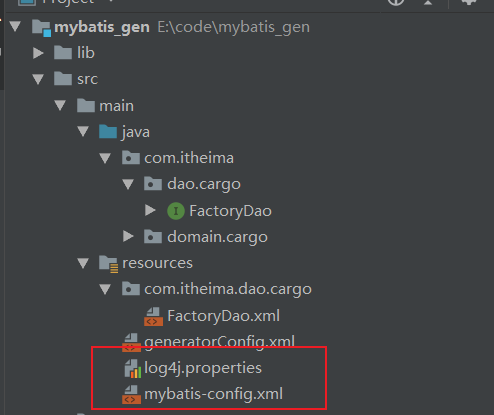 Project
mybatis_gen E:\code\mybatis_gen
lib
src
main
java
com.itheima
dao.cargo
I FactoryDao
domain.cargo
resources
com.itheima.dao.cargo
FactoryDao.xml
generatorConfig.xml
log4j.properties
mybatis-config.xml